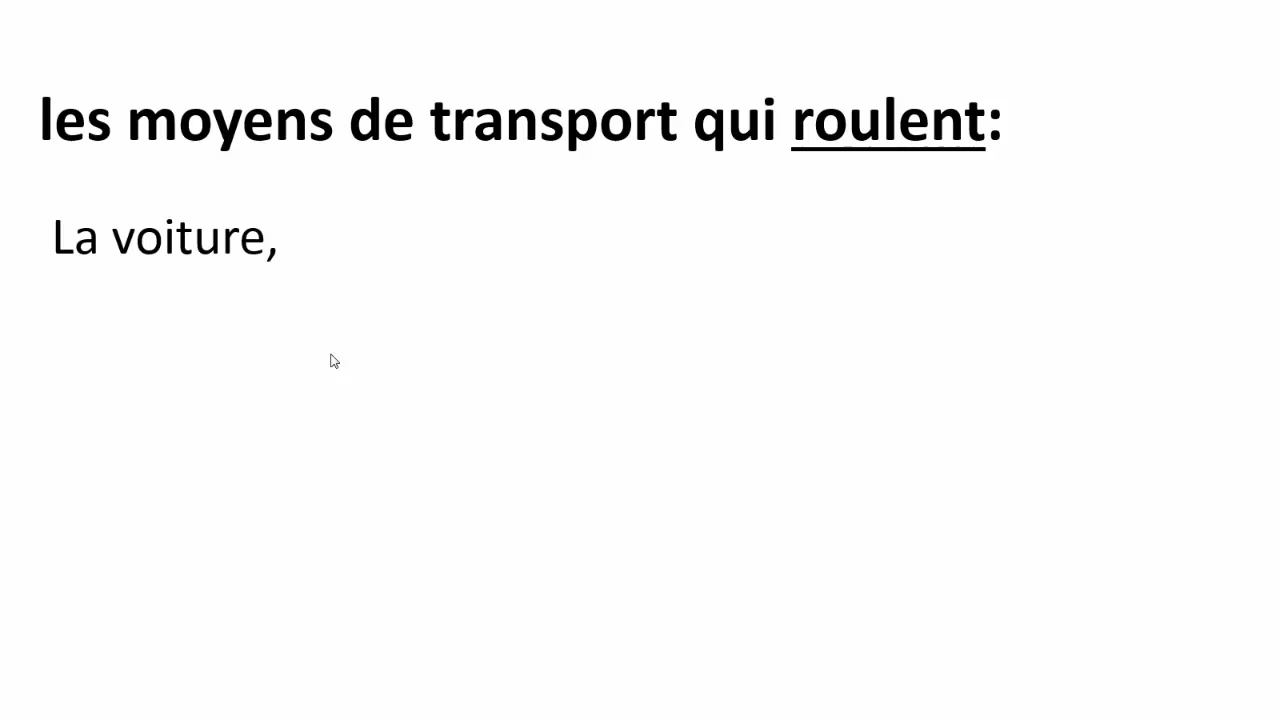 les moyens de transport qui roulent:
La voiture,